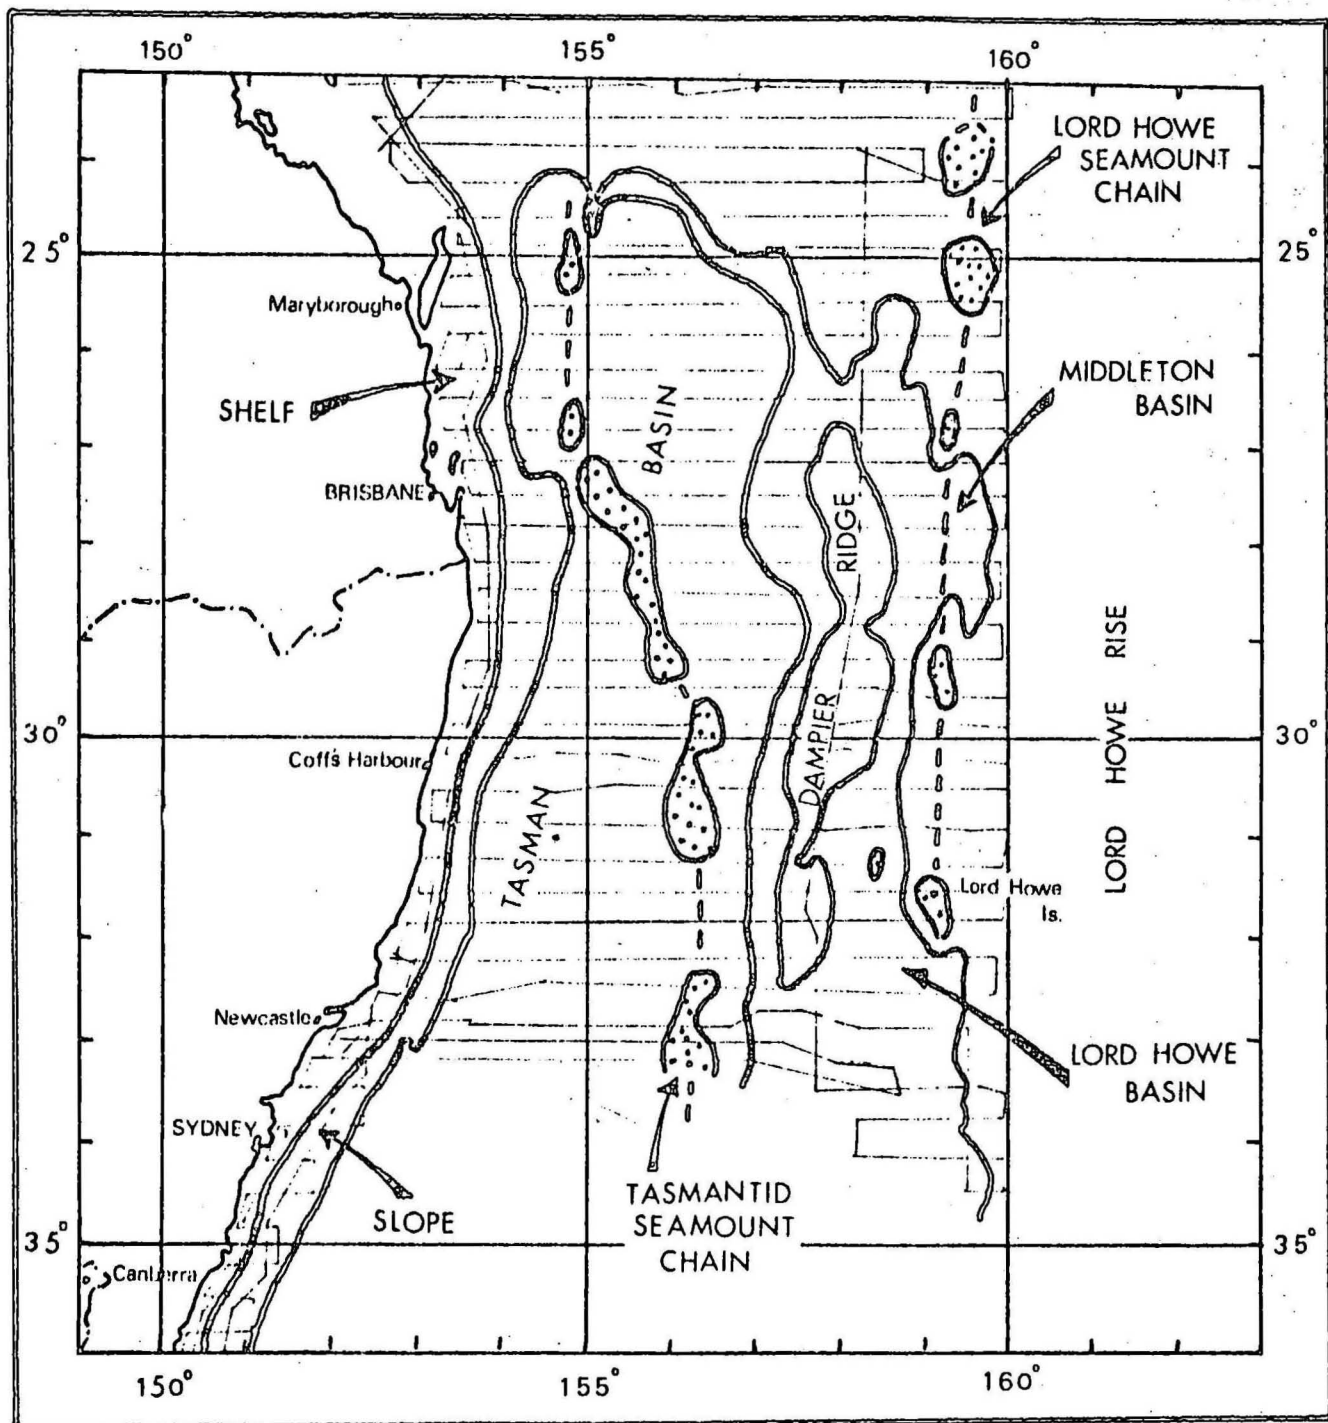 150°
155°
160°
LORD HOWE
SEAMOUNT
CHAIN
25°
25°
Maryborough
MIDDLETON
BASIN
SHELF
BASIN
BRISBANE
RIDGE
LORD HOWE RISE
30°
30°
Coff's Harbour
DAMPIER
TASMAN
Lord Howe
Is.
Newcastle
LORD HOWE
BASIN
SYDNEY
TASMANTID
SEAMOUNT
CHAIN
SLOPE
35°
35°
Canberra
150°
155°
160°